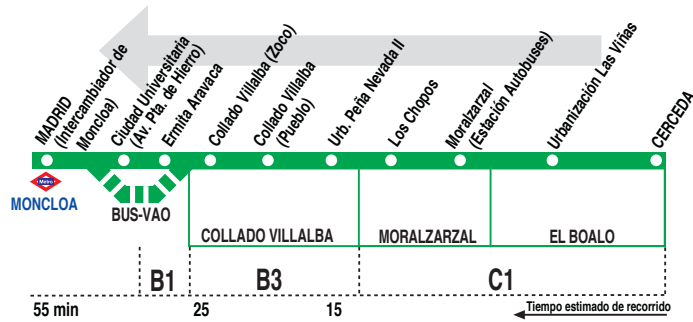 MADRID
(Intercambiador de
Moncloa)
Ciudad Universitaria
(Av. Pta. de Hierro)
Ermita Aravaca
Collado Villalba (Zoco)
Collado Villalba
(Pueblo)
Urb. Peña Nevada II
Los Chopos
Moralzarzal
(Estación Autobuses)
Urbanización Las Viñas
CERCEDA
Metro
MONCLOA
BUS-VAO
COLLADO VILLALBA
MORALZARZAL
EL BOALO
B1
B3
C1
55 min
25
15
Tiempo estimado de recorrido